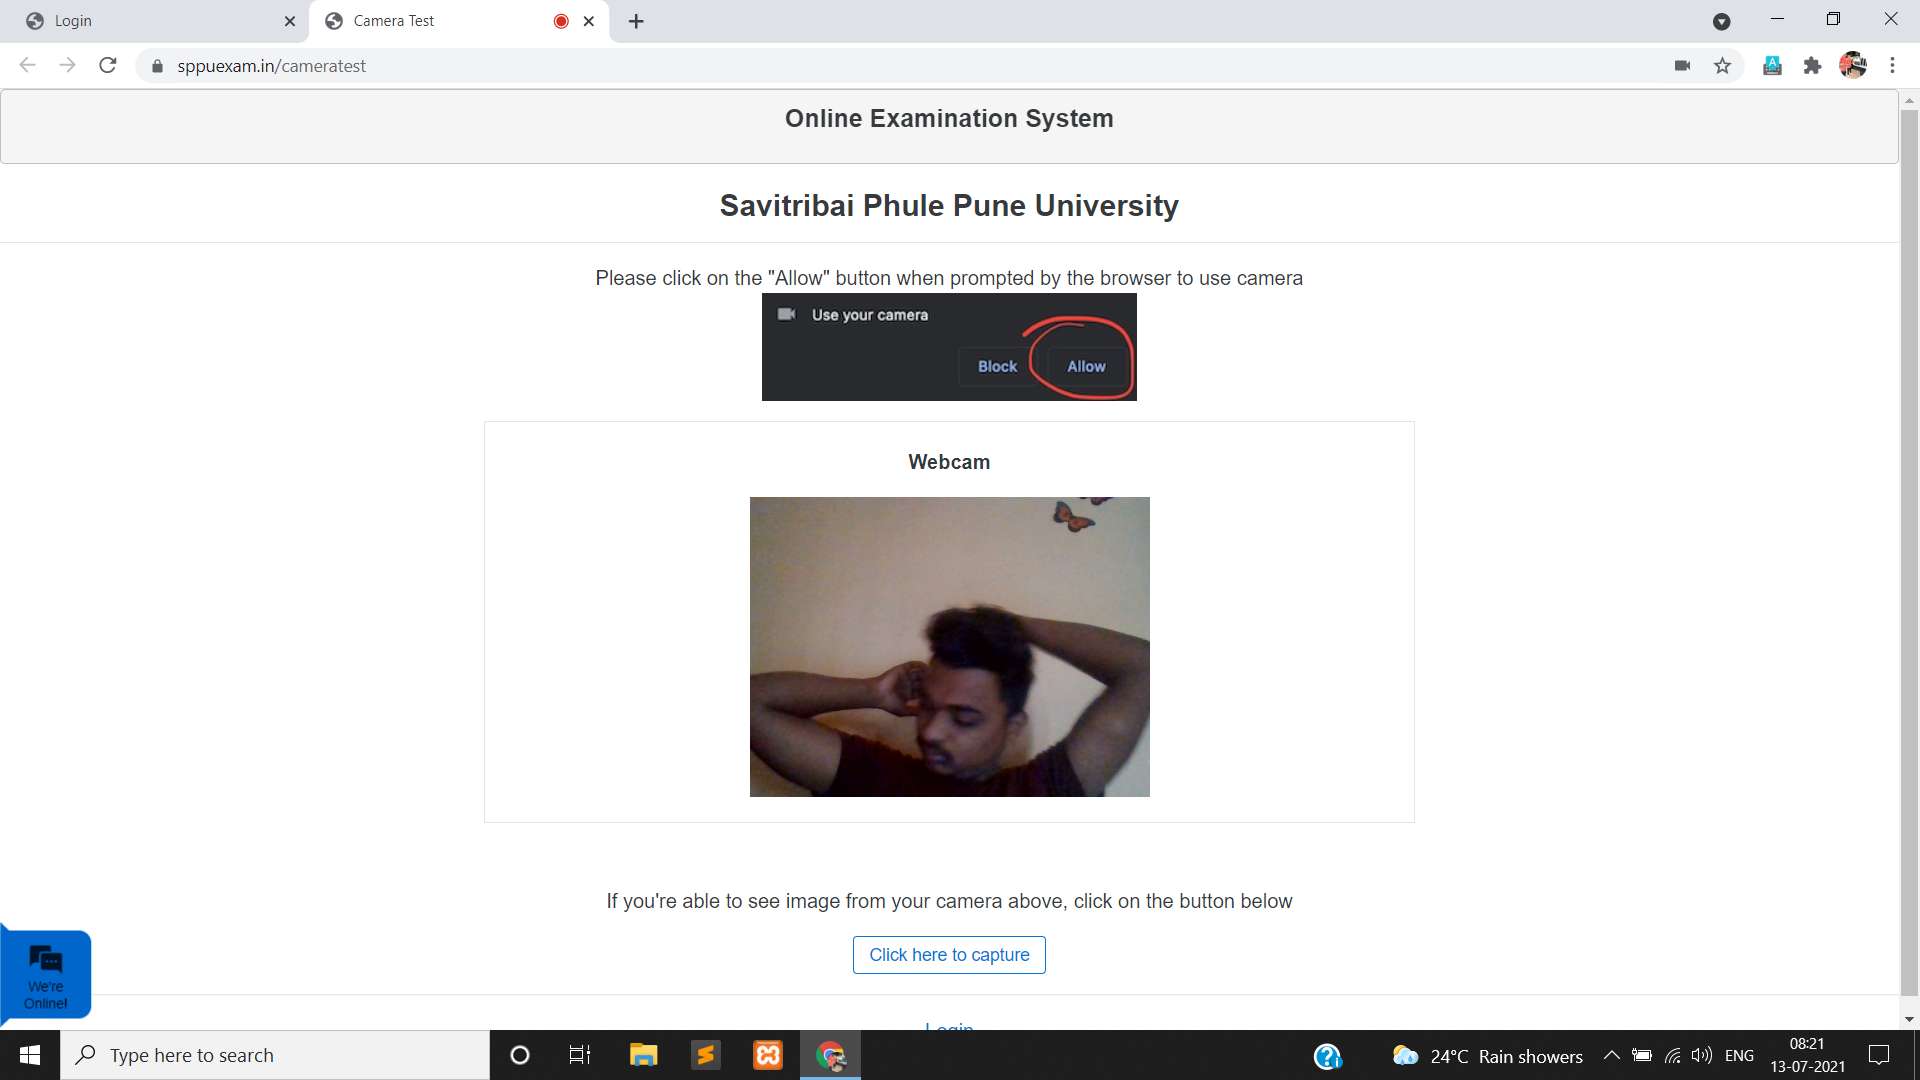 Login
Camera Test
sppuexam.in/cameratest
Online Examination System
Savitribai Phule Pune University
Please click on the "Allow" button when prompted by the browser to use camera
Use your camera
Block
Allow
Webcam
If you're able to see image from your camera above, click on the button below
Click here to capture
We're
Online!
Login
Type here to search
24°C Rain showers
ENG
08:21
13-07-2021